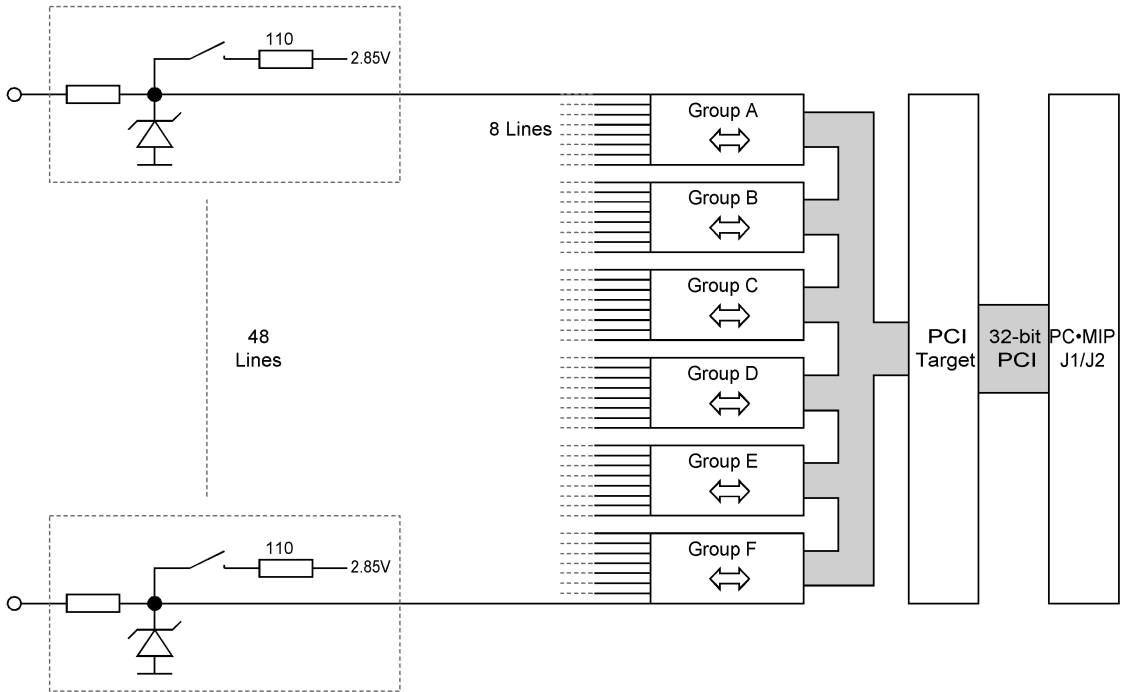 110
2.85V
8 Lines
Group A
Group B
Group C
48
Lines
Group D
Group E
Group F
PCI
Target
32-bit
PCI
PC•MIP
J1/J2
110
2.85V